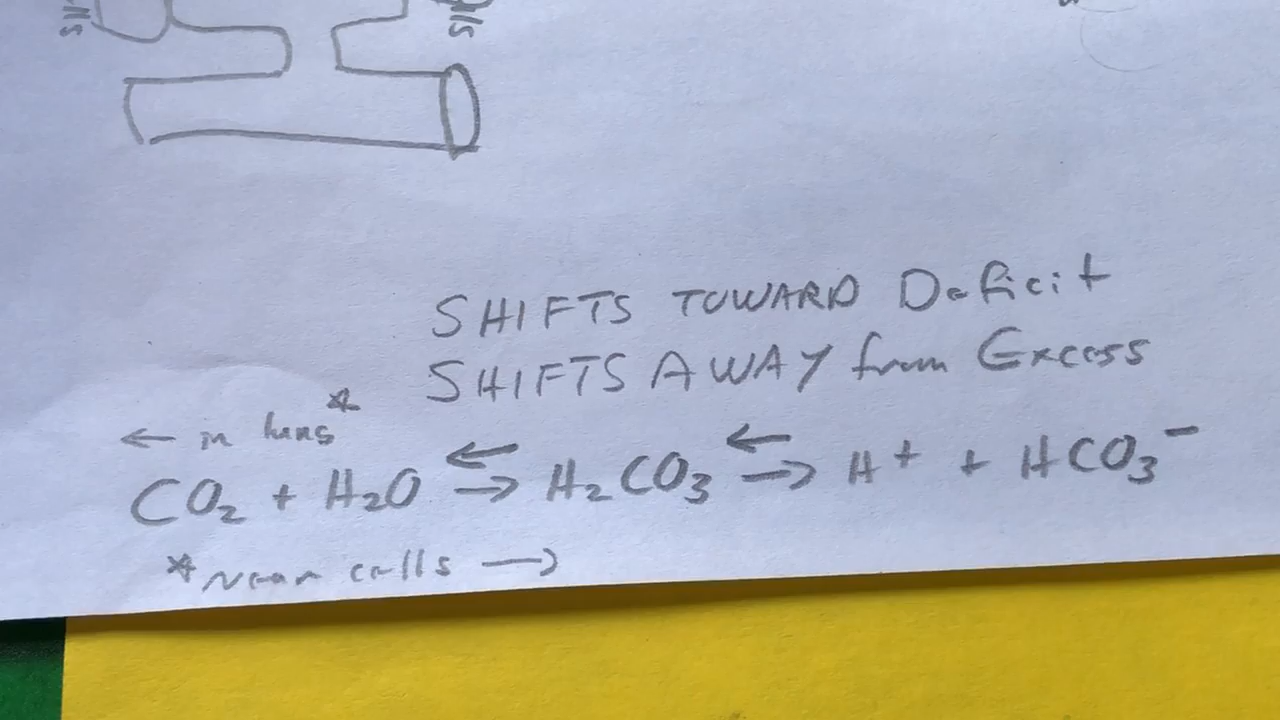 SHIFTS TOWARD Deficit
SHIFTS AWAY from Excess
← in lungs *
CO₂ + H₂O ⇄ H₂CO₃ ⇄ H⁺ + HCO₃⁻
* Near cells →